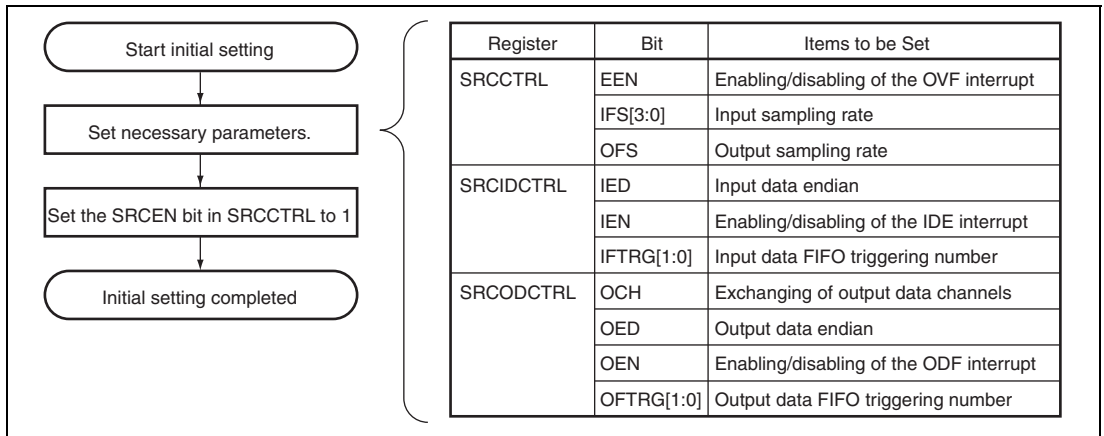 Start initial setting
Set necessary parameters.
Set the SRCEN bit in SRCCTRL to 1
Initial setting completed
Register Bit Items to be Set
SRCCTRL EEN Enabling/disabling of the OVF interrupt
IFS[3:0] Input sampling rate
OFS Output sampling rate
SRCIDCTRL IED Input data endian
IEN Enabling/disabling of the IDE interrupt
IFTRG[1:0] Input data FIFO triggering number
SRCODCTRL OCH Exchanging of output data channels
OED Output data endian
OEN Enabling/disabling of the ODF interrupt
OFTRG[1:0] Output data FIFO triggering number